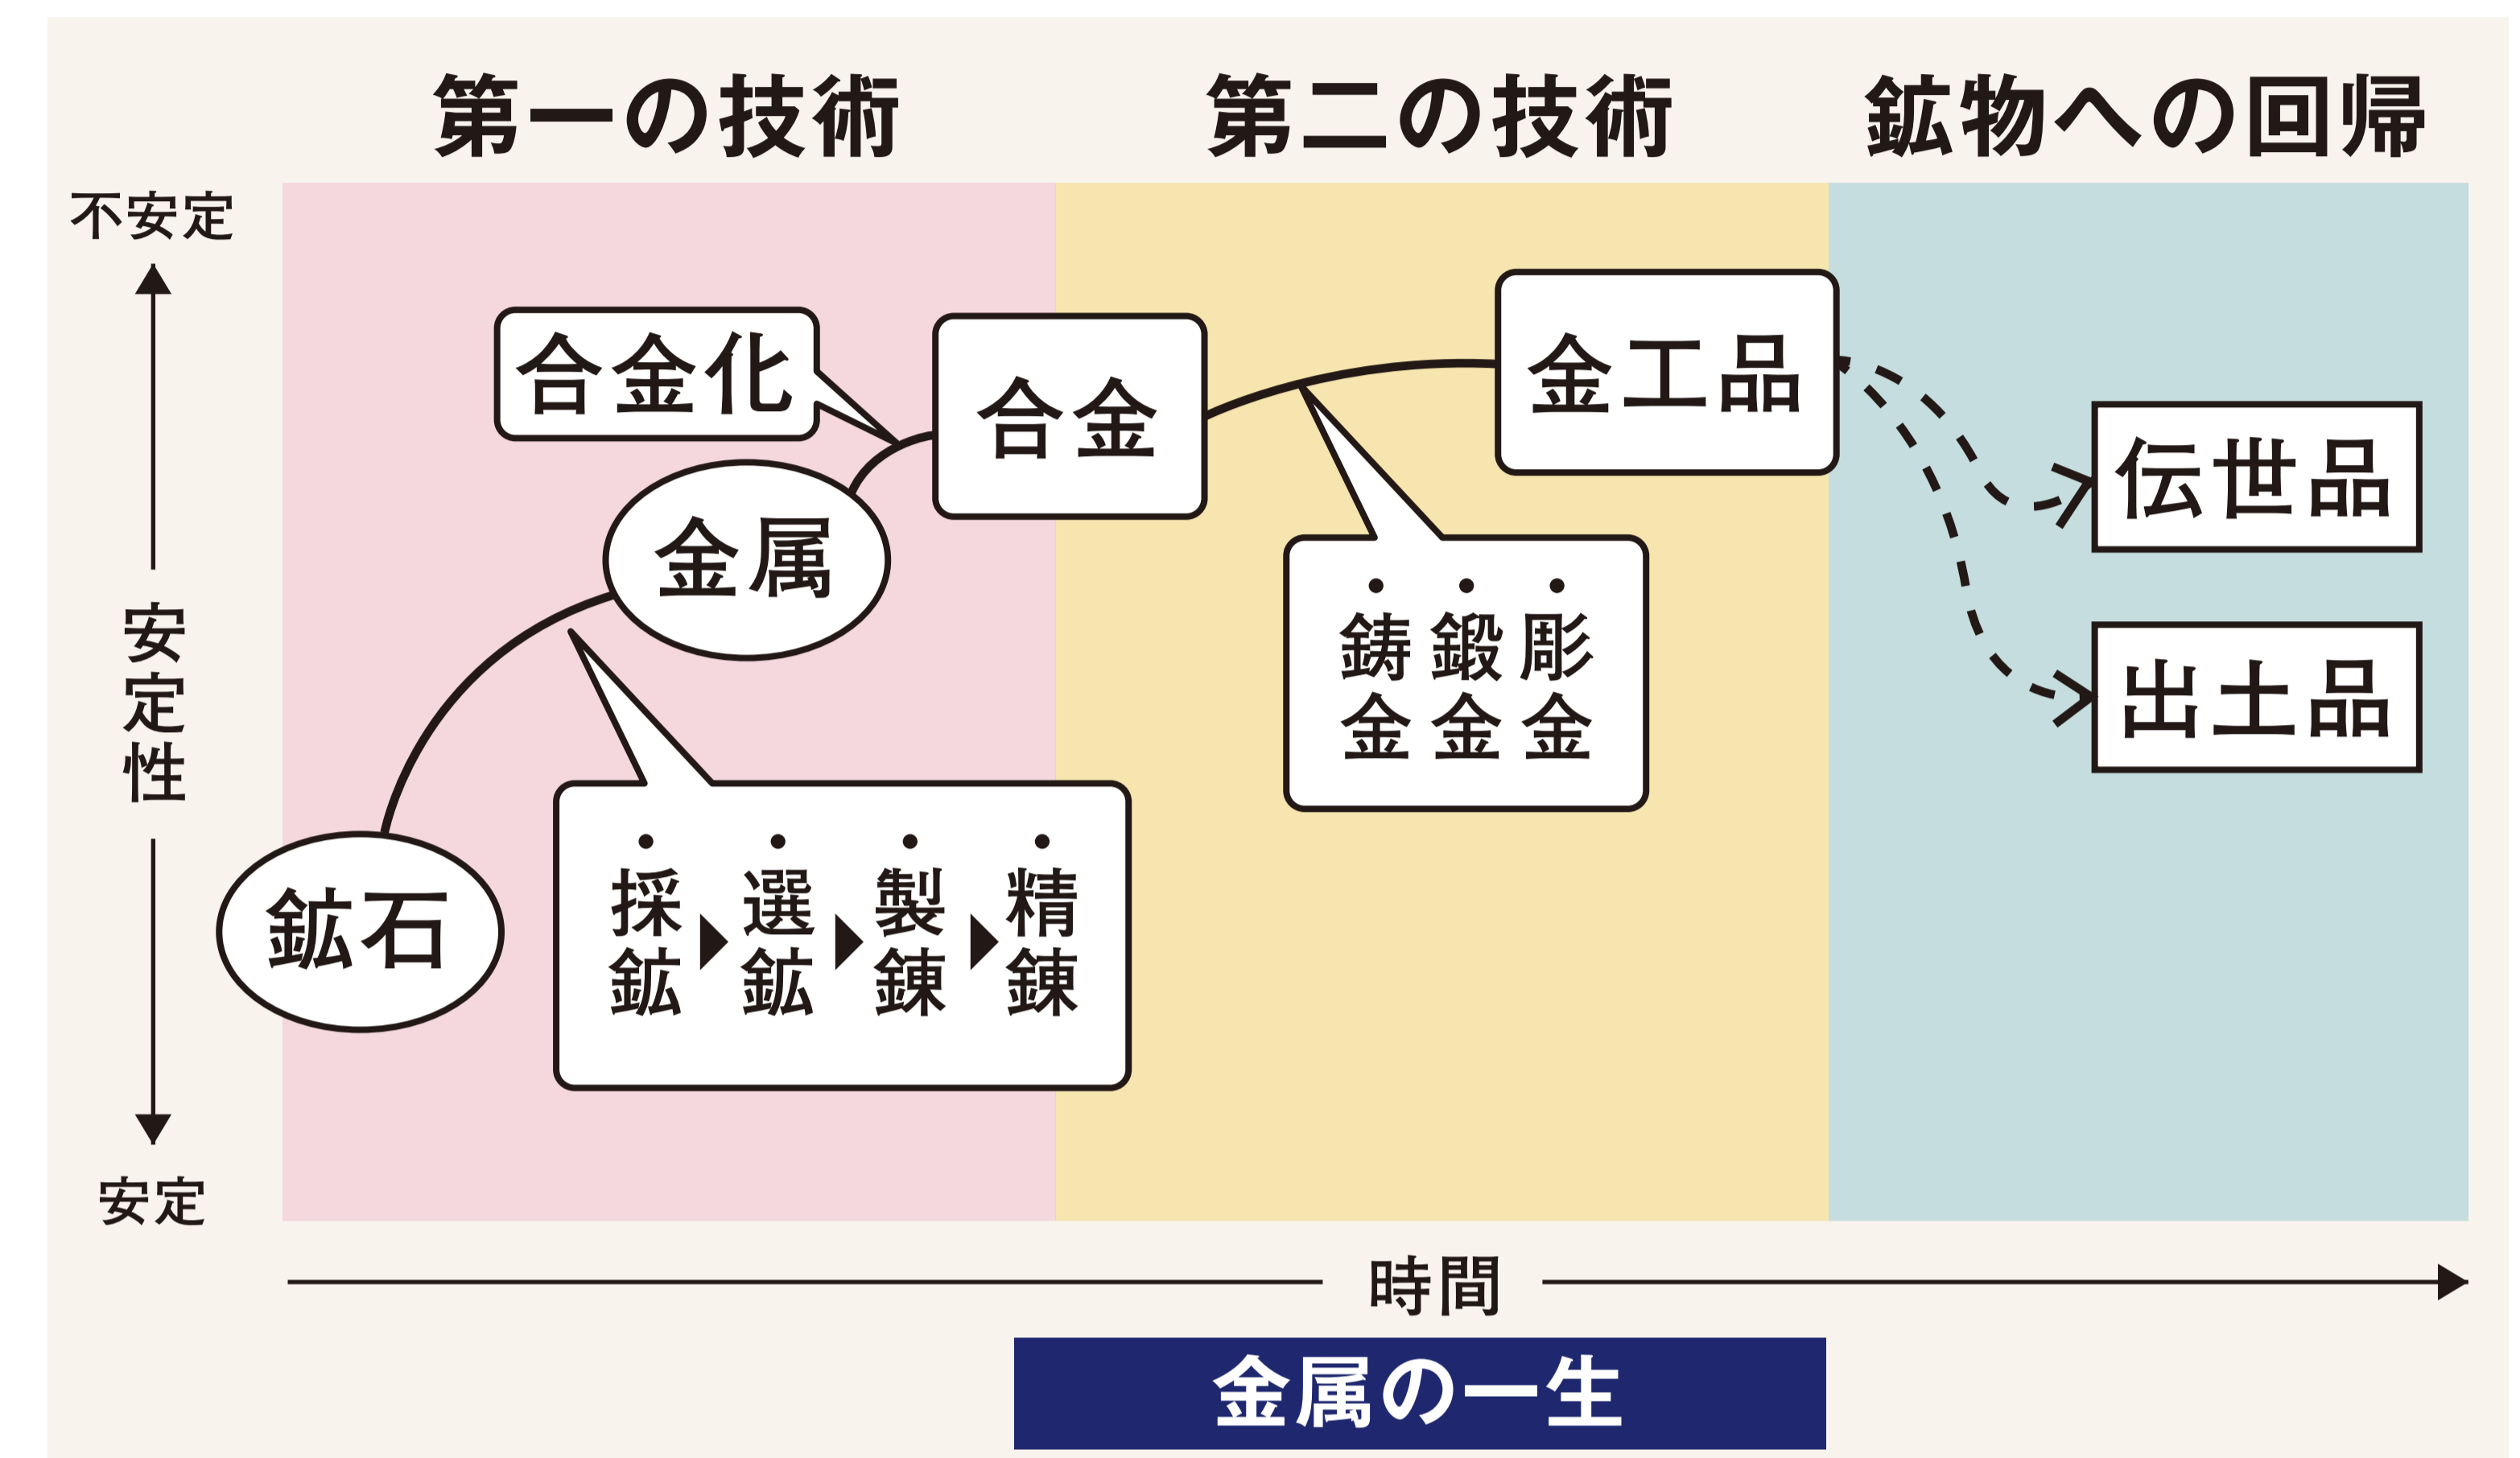 第一の技術
第二の技術
鉱物への回帰
不安定
安定性
安定
合金化
合金
金工品
金属
伝世品
出土品
・鋳金
・鍛金
・彫金
鉱石
・採鉱
▶
・選鉱
▶
・製錬
▶
・精錬
時間
金属の一生